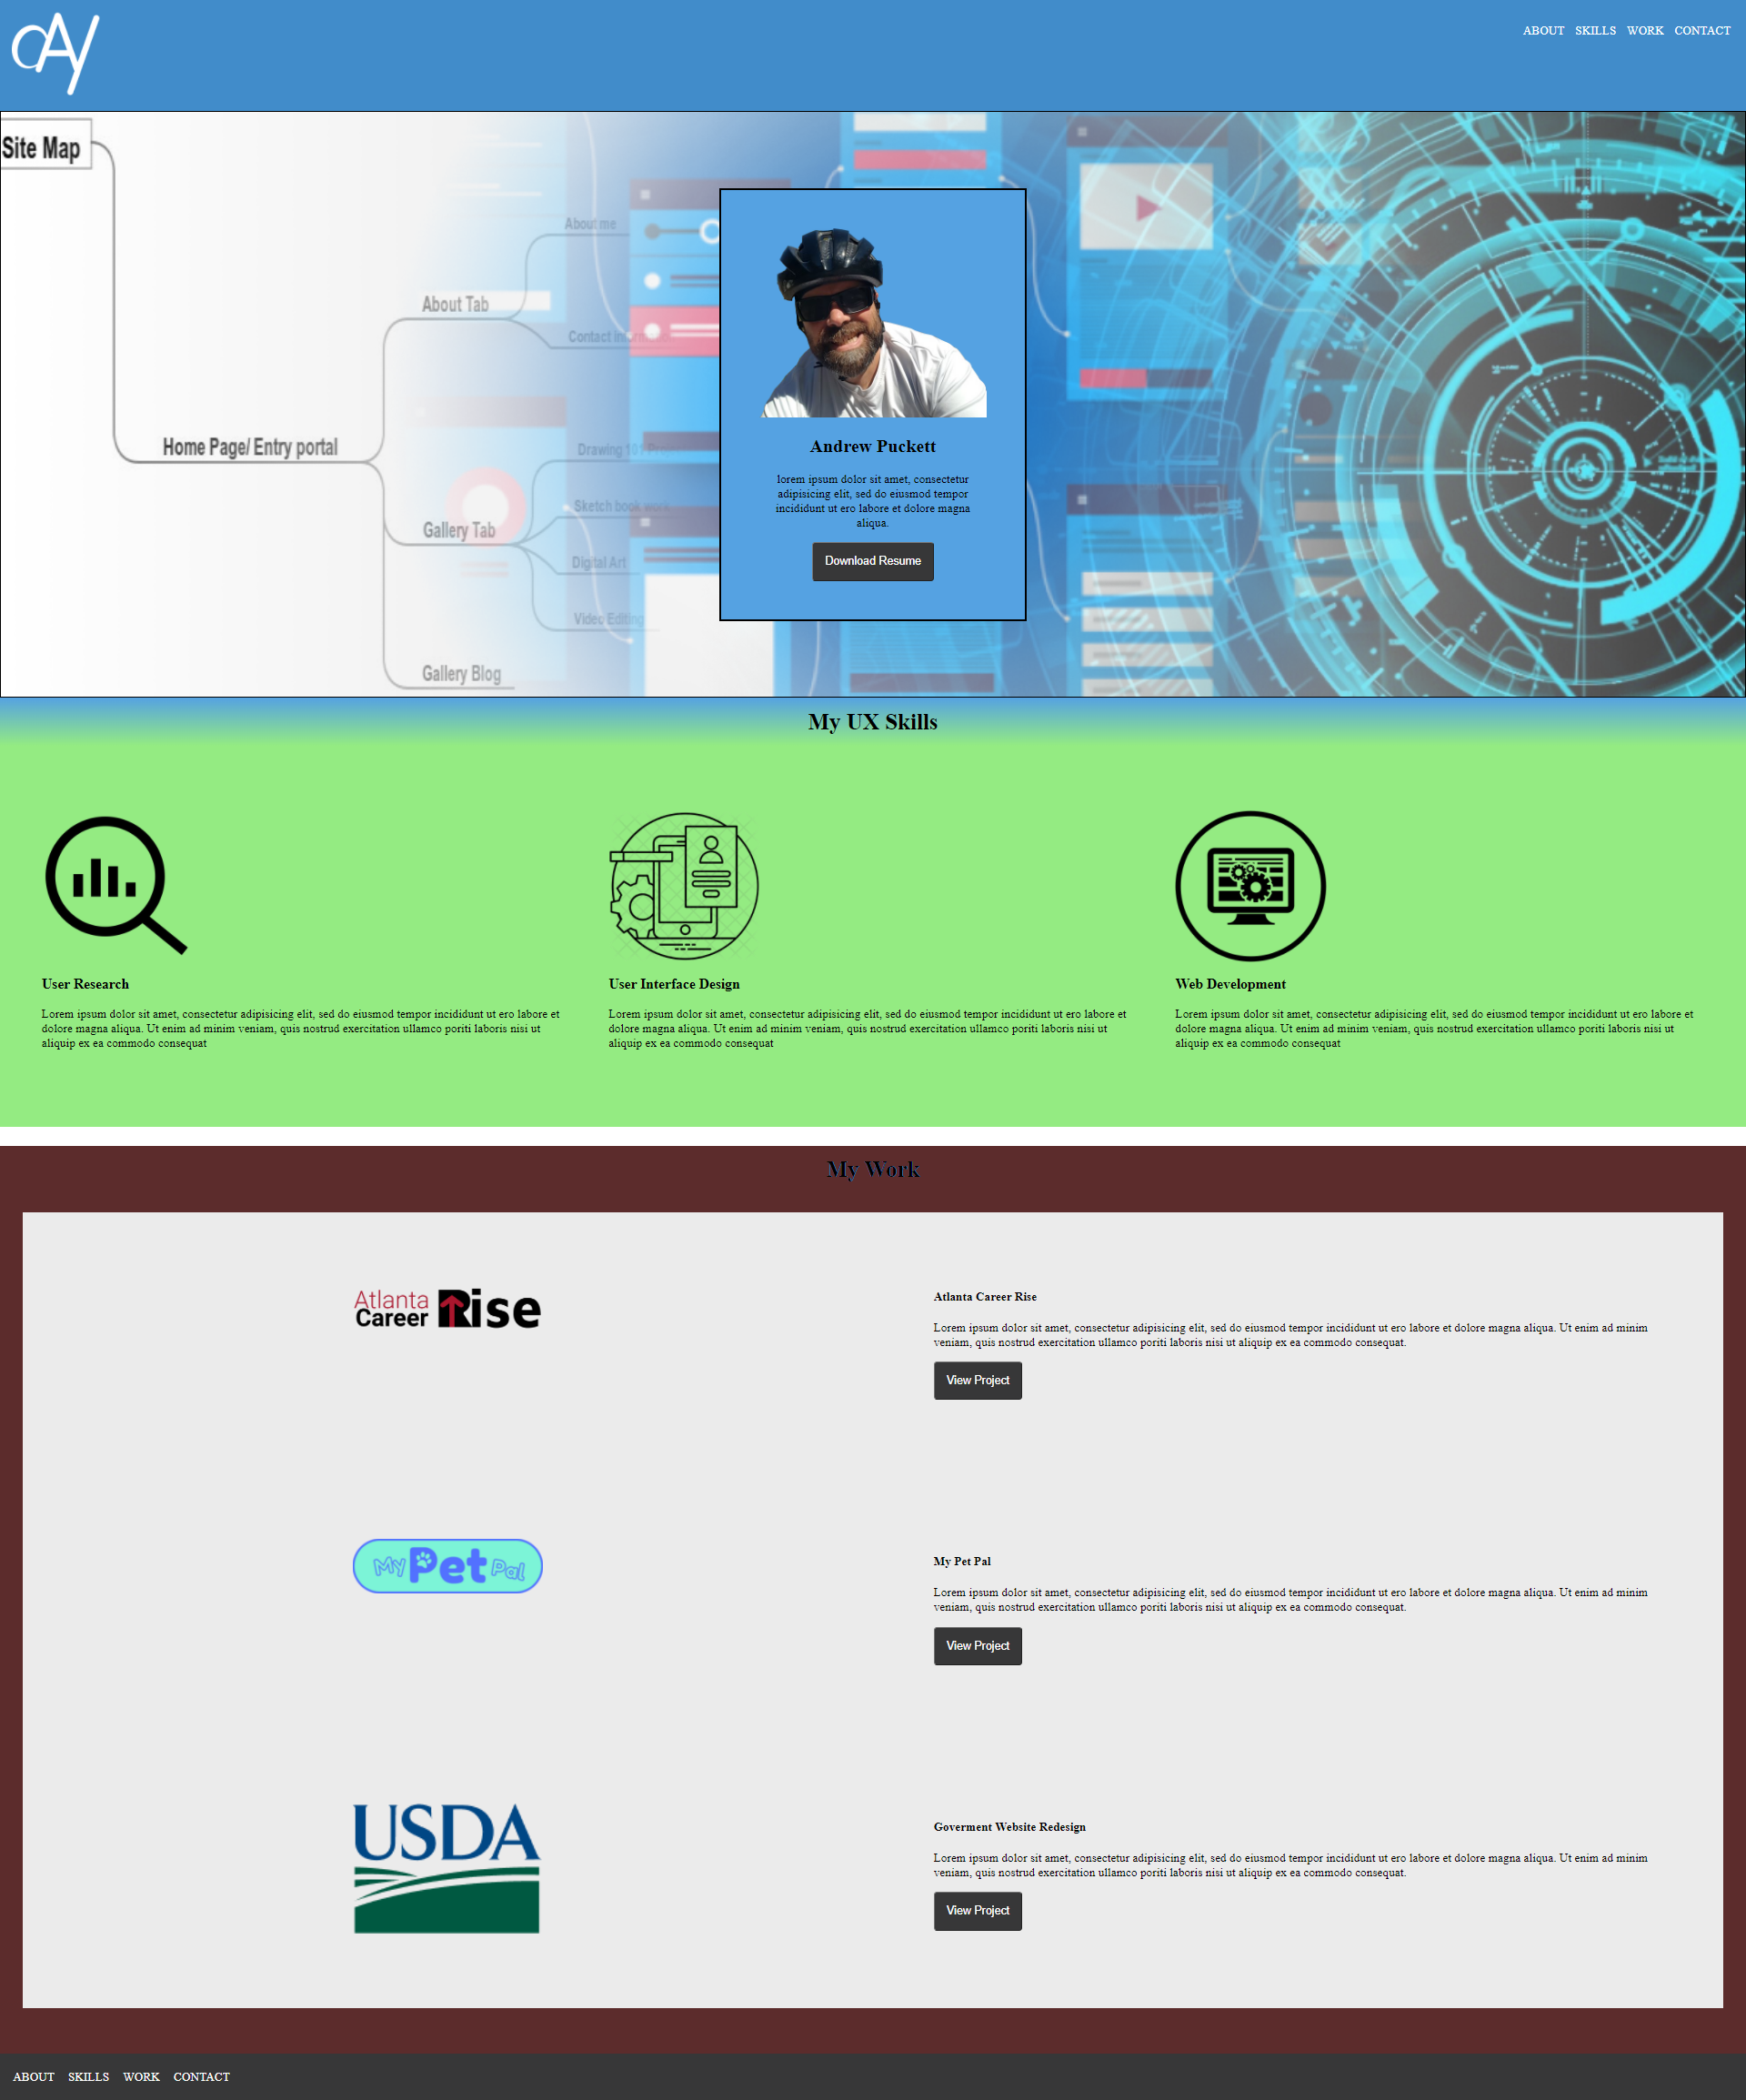 OAY
ABOUT SKILLS WORK CONTACT
Site Map
About me
About Tab
Contact
Home Page/ Entry portal
Drawing 101
Sketch book work
Gallery Tab
Digital Art
Video Editing
Gallery Blog
Andrew Puckett
lorem ipsum dolor sit amet, consectetur
adipisicing elit, sed do eiusmod tempor
incididunt ut ero labore et dolore magna
aliqua.
Download Resume
My UX Skills
User Research
Lorem ipsum dolor sit amet, consectetur adipisicing elit, sed do eiusmod tempor incididunt ut ero labore et
dolore magna aliqua. Ut enim ad minim veniam, quis nostrud exercitation ullamco poriti laboris nisi ut
aliquip ex ea commodo consequat
User Interface Design
Lorem ipsum dolor sit amet, consectetur adipisicing elit, sed do eiusmod tempor incididunt ut ero labore et
dolore magna aliqua. Ut enim ad minim veniam, quis nostrud exercitation ullamco poriti laboris nisi ut
aliquip ex ea commodo consequat
Web Development
Lorem ipsum dolor sit amet, consectetur adipisicing elit, sed do eiusmod tempor incididunt ut ero labore et
dolore magna aliqua. Ut enim ad minim veniam, quis nostrud exercitation ullamco poriti laboris nisi ut
aliquip ex ea commodo consequat
My Work
Atlanta
Career Rise
Atlanta Career Rise
Lorem ipsum dolor sit amet, consectetur adipisicing elit, sed do eiusmod tempor incididunt ut ero labore et dolore magna aliqua. Ut enim ad minim
veniam, quis nostrud exercitation ullamco poriti laboris nisi ut aliquip ex ea commodo consequat.
View Project
My Pet Pal
My Pet Pal
Lorem ipsum dolor sit amet, consectetur adipisicing elit, sed do eiusmod tempor incididunt ut ero labore et dolore magna aliqua. Ut enim ad minim
veniam, quis nostrud exercitation ullamco poriti laboris nisi ut aliquip ex ea commodo consequat.
View Project
USDA
Goverment Website Redesign
Lorem ipsum dolor sit amet, consectetur adipisicing elit, sed do eiusmod tempor incididunt ut ero labore et dolore magna aliqua. Ut enim ad minim
veniam, quis nostrud exercitation ullamco poriti laboris nisi ut aliquip ex ea commodo consequat.
View Project
ABOUT SKILLS WORK CONTACT